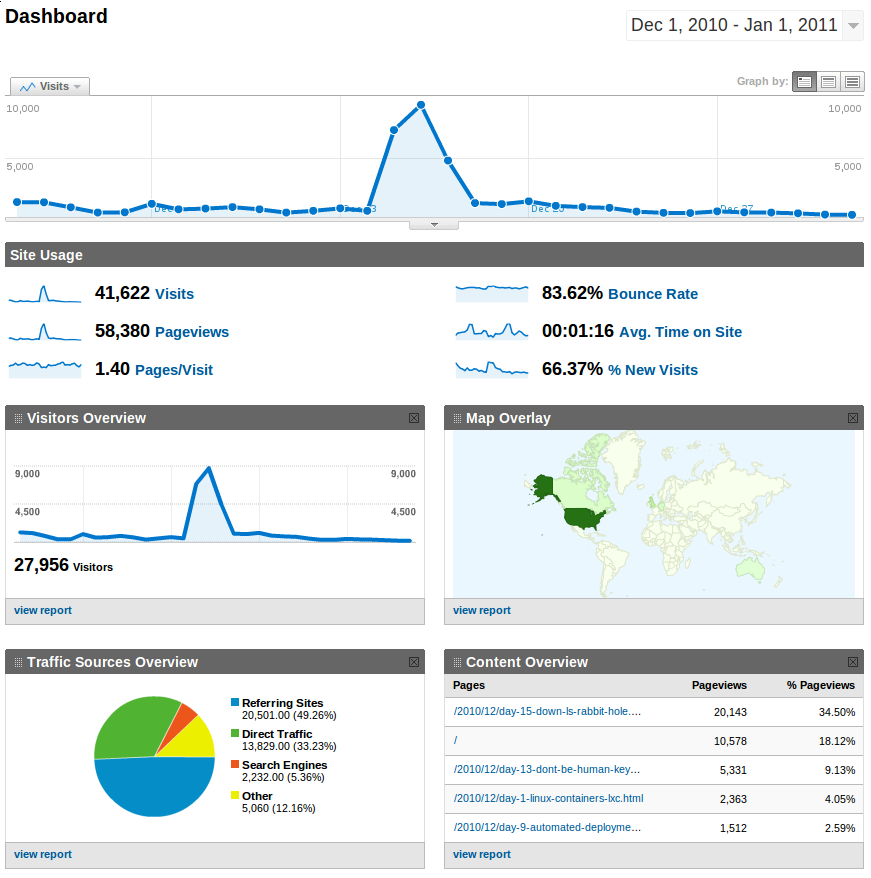 Dashboard
Dec 1, 2010 - Jan 1, 2011
Visits
Graph by:
10,000
10,000
5,000
5,000
Site Usage
41,622 Visits
83.62% Bounce Rate
58,380 Pageviews
00:01:16 Avg. Time on Site
1.40 Pages/Visit
66.37% % New Visits
Visitors Overview
9,000
9,000
4,500
4,500
27,956 Visitors
view report
Map Overlay
view report
Traffic Sources Overview
Referring Sites
20,501.00 (49.26%)
Direct Traffic
13,829.00 (33.23%)
Search Engines
2,232.00 (5.36%)
Other
5,060 (12.16%)
view report
Content Overview
Pages Pageviews % Pageviews
/2010/12/day-15-down-ls-rabbit-hole.... 20,143 34.50%
/ 10,578 18.12%
/2010/12/day-13-dont-be-human-key... 5,331 9.13%
/2010/12/day-1-linux-containers-lxc.html 2,363 4.05%
/2010/12/day-9-automated-deployme... 1,512 2.59%
view report